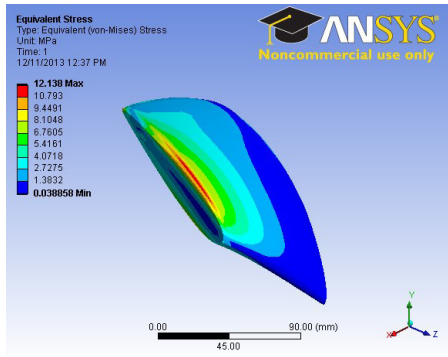 Equivalent Stress
Type: Equivalent (von-Mises) Stress
Unit: MPa
Time: 1
12/11/2013 12:37 PM
12.138 Max
10.793
9.4491
8.1048
6.7605
5.4161
4.0718
2.7275
1.3832
0.038858 Min
ANSYS
Noncommercial use only
0.00
90.00 (mm)
45.00
Y
X
Z